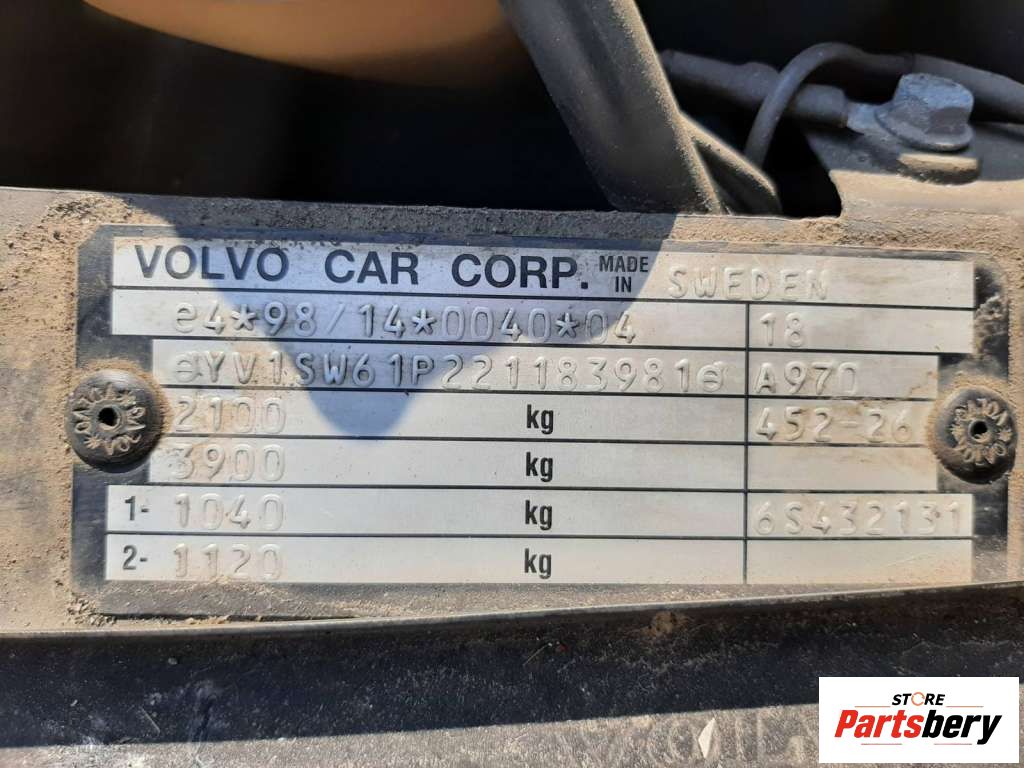 VOLVO CAR CORP. MADE IN SWEDEN
e4*98/14*0040*04 18
YV1SW61P221183981 A970
2100 kg 452-26
3900 kg
1- 1040 kg 6S432131
2- 1120 kg
STORE
Partsbery